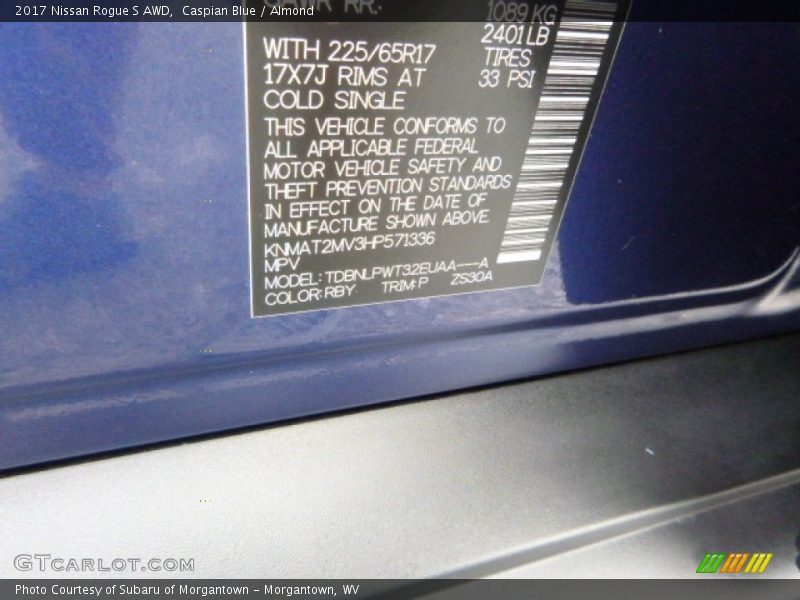 2017 Nissan Rogue S AWD, Caspian Blue / Almond
GAWR RR: 1089 KG
2401 LB
WITH 225/65R17 TIRES
17X7J RIMS AT 33 PSI
COLD SINGLE
THIS VEHICLE CONFORMS TO
ALL APPLICABLE FEDERAL
MOTOR VEHICLE SAFETY AND
THEFT PREVENTION STANDARDS
IN EFFECT ON THE DATE OF
MANUFACTURE SHOWN ABOVE.
KNMAT2MV3HP571336
MPV
MODEL: TDBNLPWT32EUAA---A
COLOR:RBY TRIM:P ZS30A
GTCARLOT.COM
Photo Courtesy of Subaru of Morgantown - Morgantown, WV